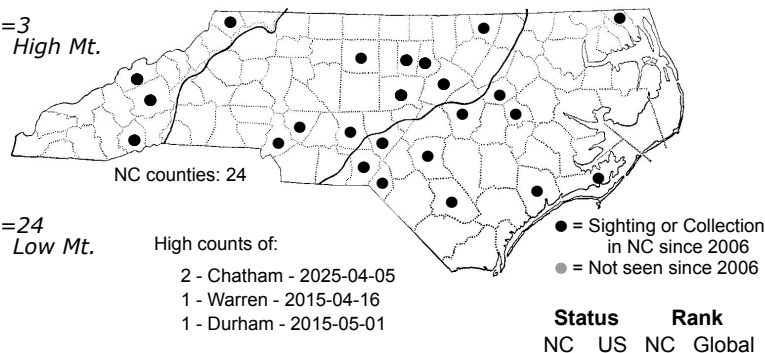 =3
High Mt.
NC counties: 24
=24
Low Mt.
High counts of:
2 - Chatham - 2025-04-05
1 - Warren - 2015-04-16
1 - Durham - 2015-05-01
● = Sighting or Collection
in NC since 2006
● = Not seen since 2006
Status Rank
NC US NC Global